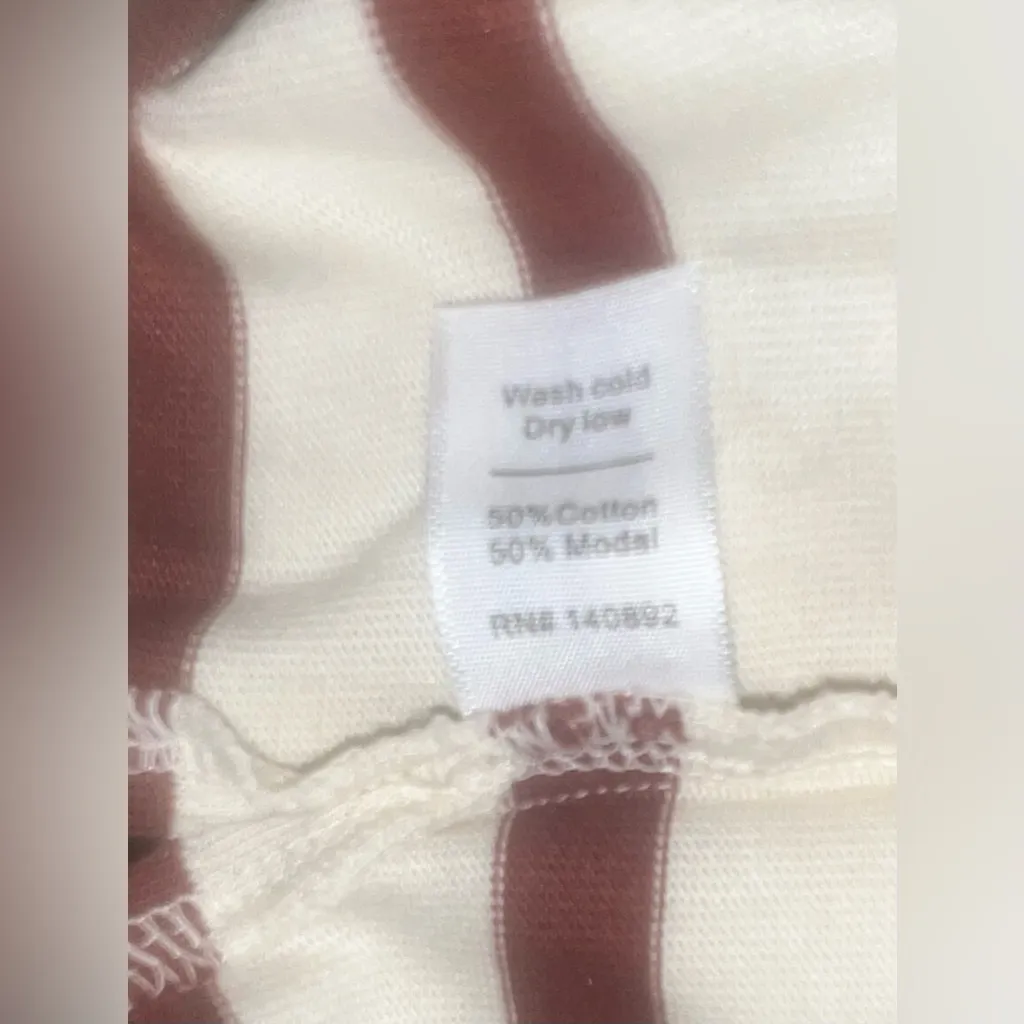 Wash cold
Dry low
50%Cotton
50% Modal
RN# 140892